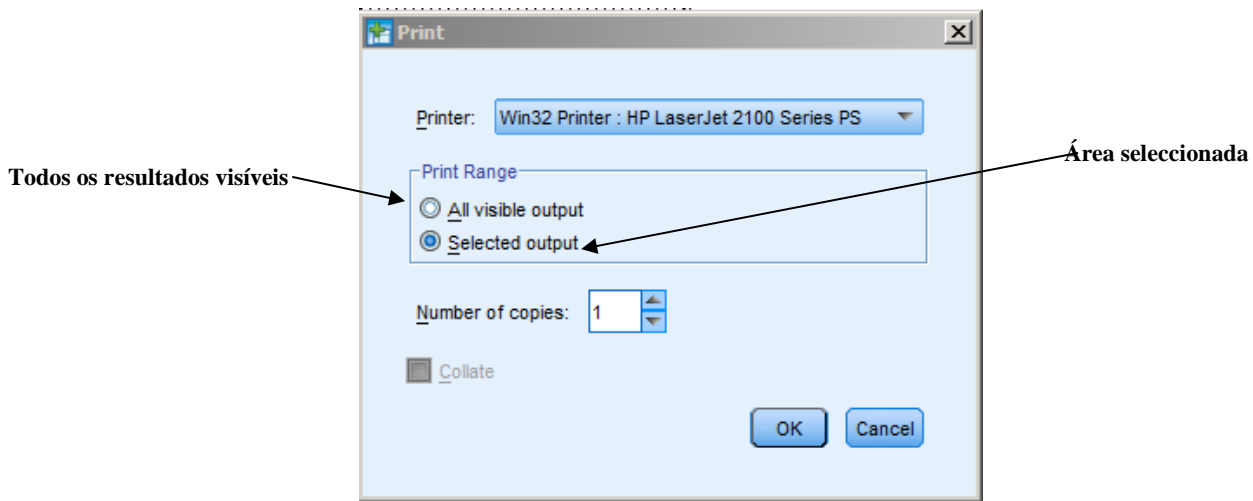 Print
Printer: Win32 Printer : HP LaserJet 2100 Series PS
Área seleccionada
Todos os resultados visíveis
Print Range
All visible output
Selected output
Number of copies: 1
Collate
OK Cancel